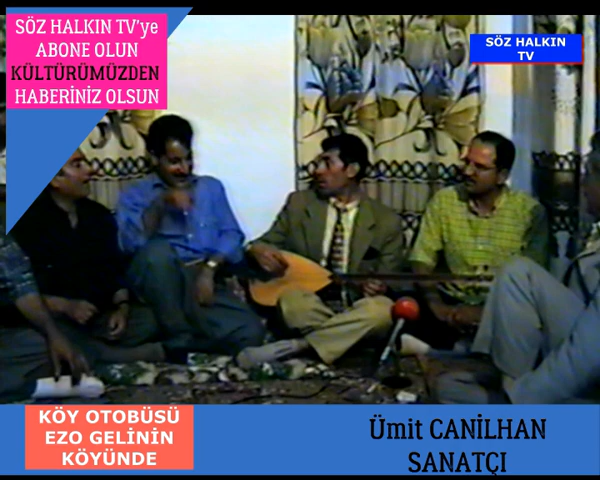 SÖZ HALKIN TV'ye
ABONE OLUN
KÜLTÜRÜMÜZDEN
HABERİNİZ OLSUN
SÖZ HALKIN
TV
KÖY OTOBÜSÜ
EZO GELİNİN
KÖYÜNDE
Ümit CANİLHAN
SANATÇI